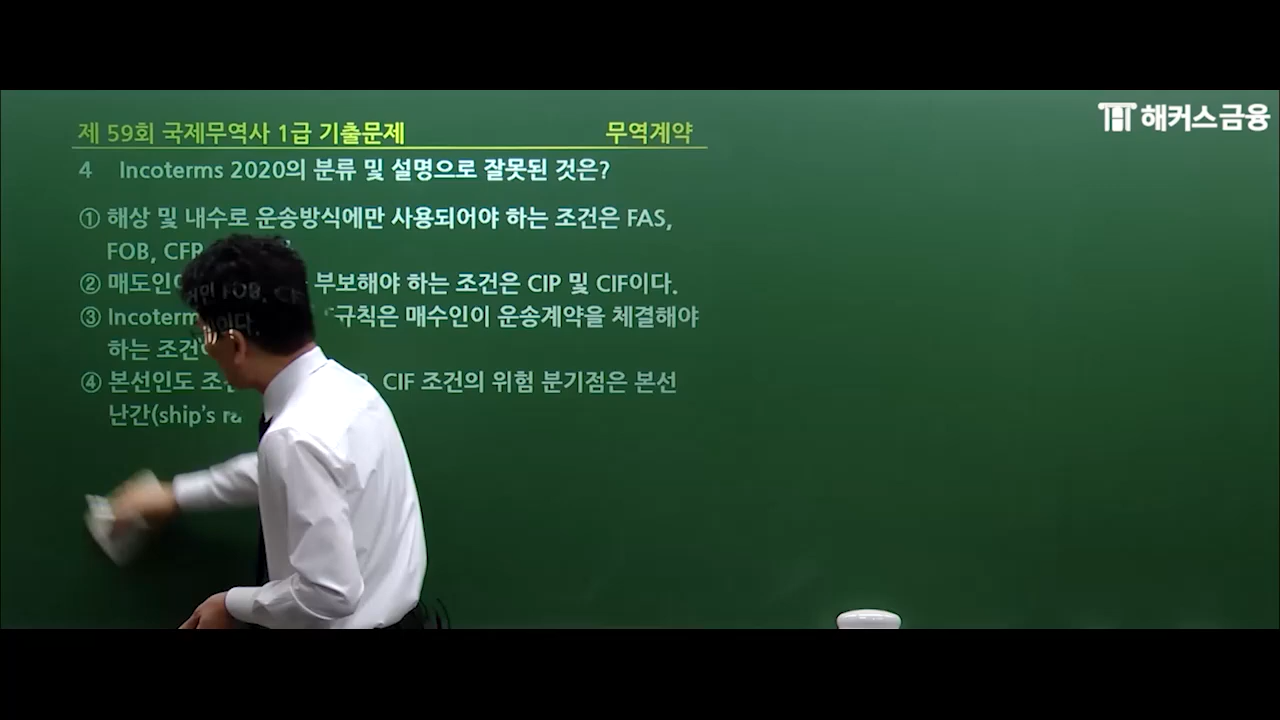 해커스금융
제 59회 국제무역사 1급 기출문제 무역계약
4 Incoterms 2020의 분류 및 설명으로 잘못된 것은?
① 해상 및 내수로 운송방식에만 사용되어야 하는 조건은 FAS,
FOB, CFR
② 매도인이 부보해야 하는 조건은 CIP 및 CIF이다.
③ Incoterm 규칙은 매수인이 운송계약을 체결해야
하는 조건
④ 본선인도 조 CIF 조건의 위험 분기점은 본선
난간(ship's ra